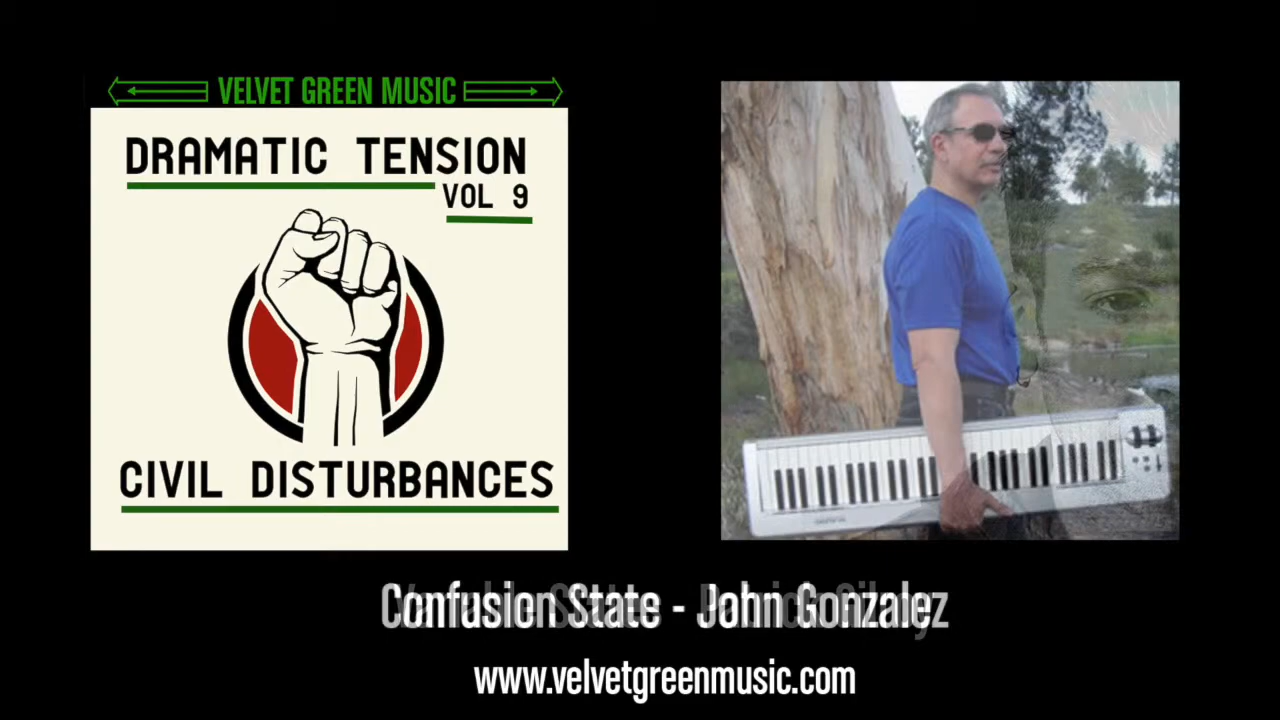 VELVET GREEN MUSIC
DRAMATIC TENSION
VOL 9
CIVIL DISTURBANCES
Confusion State - John Gonzalez
www.velvetgreenmusic.com